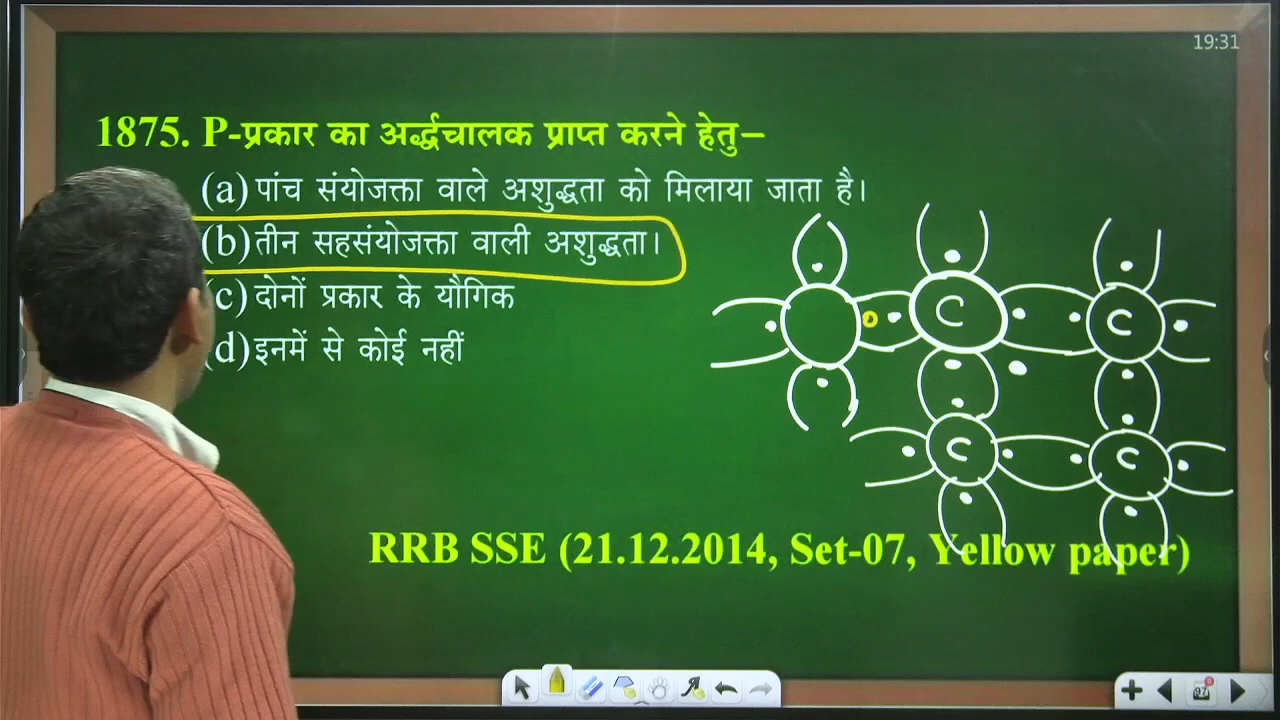 19:31
1875. P-प्रकार का अर्द्धचालक प्राप्त करने हेतु–
(a) पांच संयोजक्ता वाले अशुद्धता को मिलाया जाता है।
(b) तीन सहसंयोजक्ता वाली अशुद्धता।
(c) दोनों प्रकार के यौगिक
(d) इनमें से कोई नहीं
C C
C C
RRB SSE (21.12.2014, Set-07, Yellow paper)